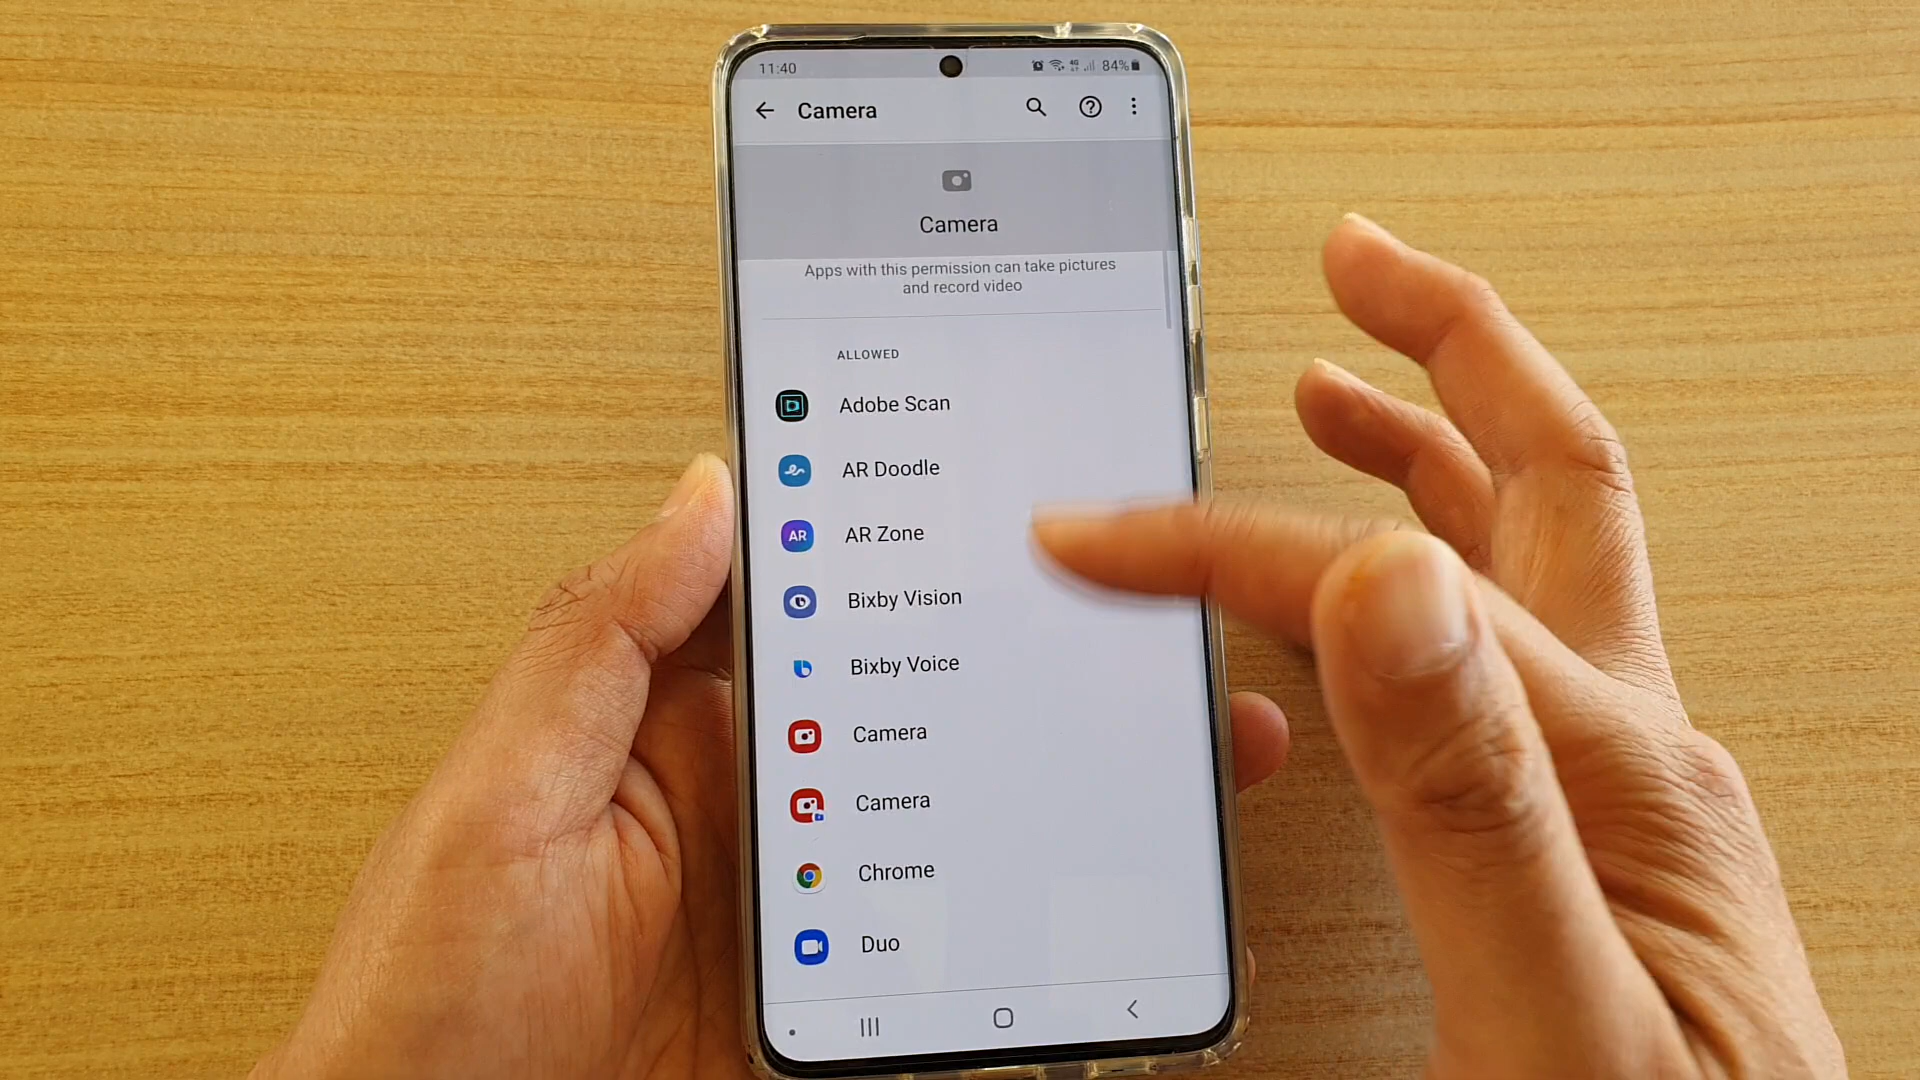 11:40
4G
84%
Camera
Camera
Apps with this permission can take pictures
and record video
ALLOWED
Adobe Scan
AR Doodle
AR
AR Zone
Bixby Vision
Bixby Voice
Camera
Camera
Chrome
Duo